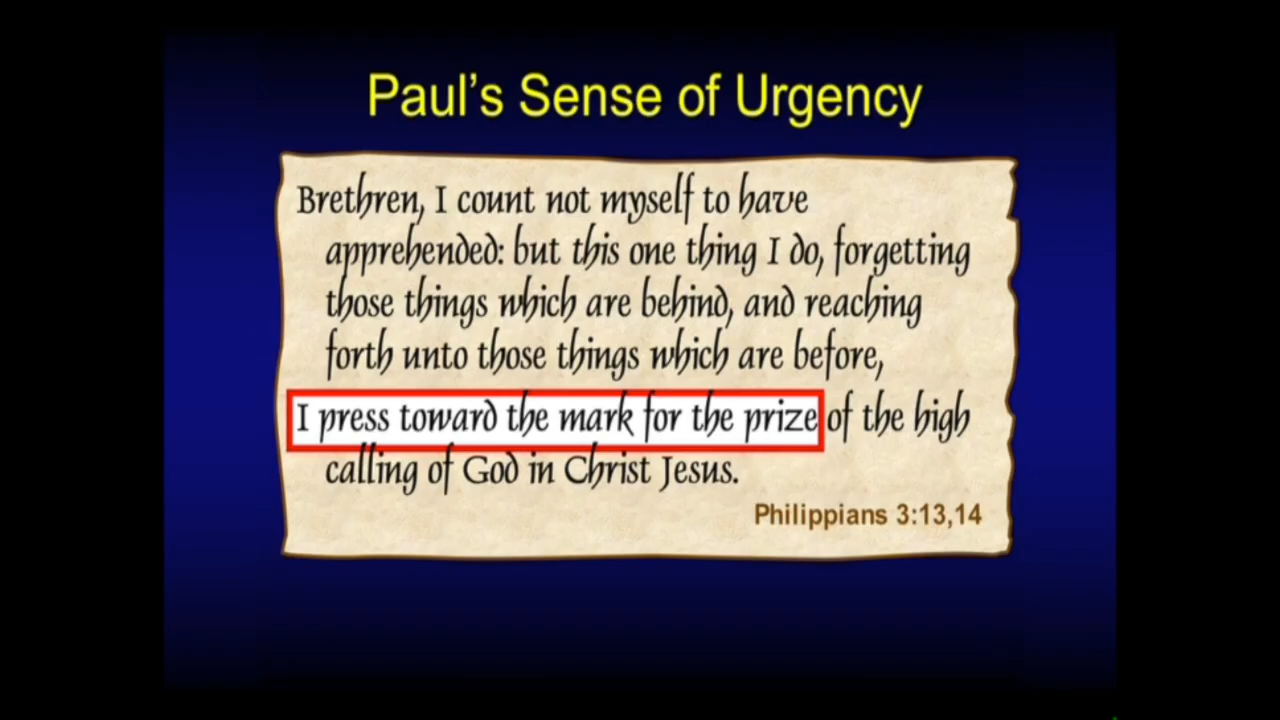 Paul's Sense of Urgency
Brethren, I count not myself to have
apprehended: but this one thing I do, forgetting
those things which are behind, and reaching
forth unto those things which are before,
I press toward the mark for the prize of the high
calling of God in Christ Jesus.
Philippians 3:13,14